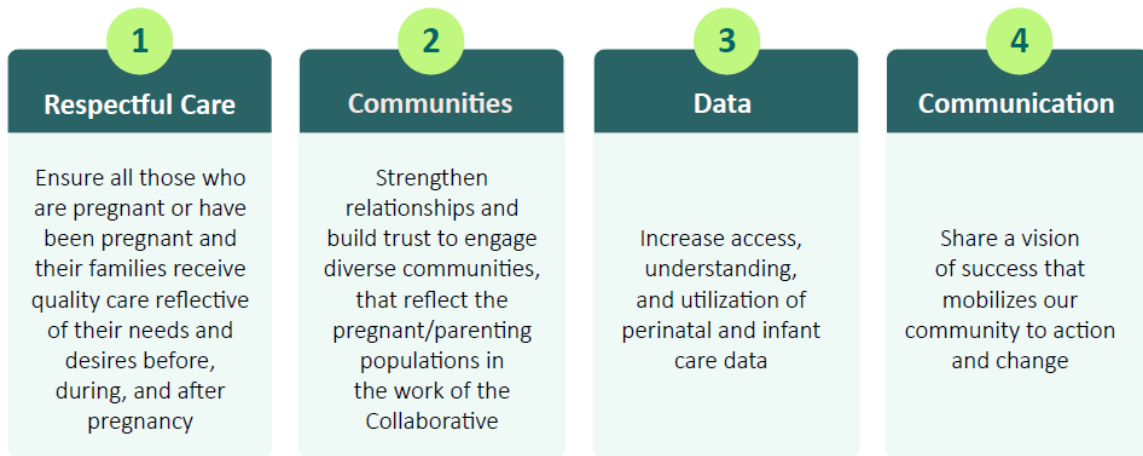 1
Respectful Care
Ensure all those who
are pregnant or have
been pregnant and
their families receive
quality care reflective
of their needs and
desires before,
during, and after
pregnancy
2
Communities
Strengthen
relationships and
build trust to engage
diverse communities,
that reflect the
pregnant/parenting
populations in
the work of the
Collaborative
3
Data
Increase access,
understanding,
and utilization of
perinatal and infant
care data
4
Communication
Share a vision
of success that
mobilizes our
community to action
and change